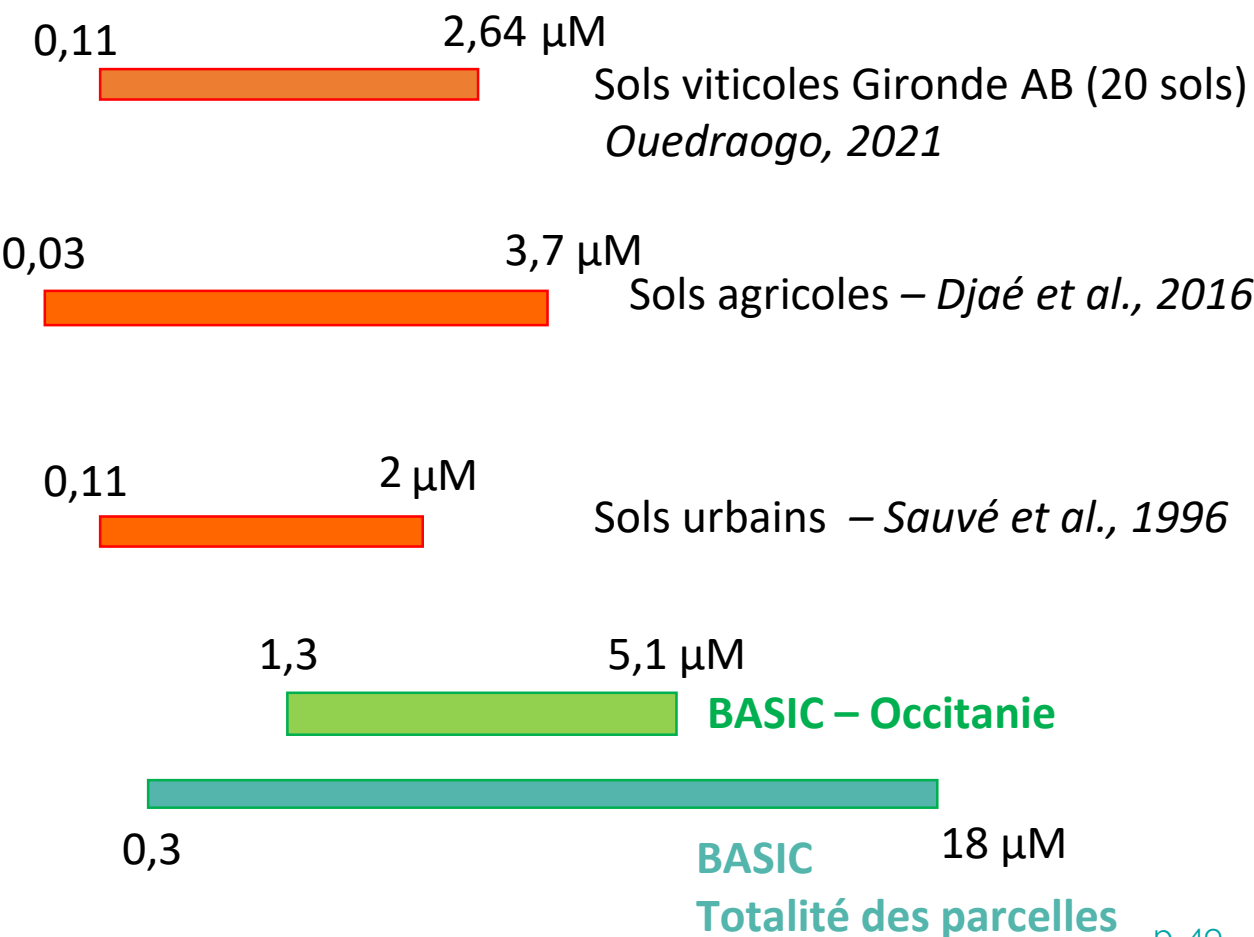 0,11 2,64 µM
Sols viticoles Gironde AB (20 sols)
Ouedraogo, 2021
0,03 3,7 µM
Sols agricoles – Djaé et al., 2016
0,11 2 µM
Sols urbains – Sauvé et al., 1996
1,3 5,1 µM
BASIC – Occitanie
0,3 18 µM
BASIC
Totalité des parcelles